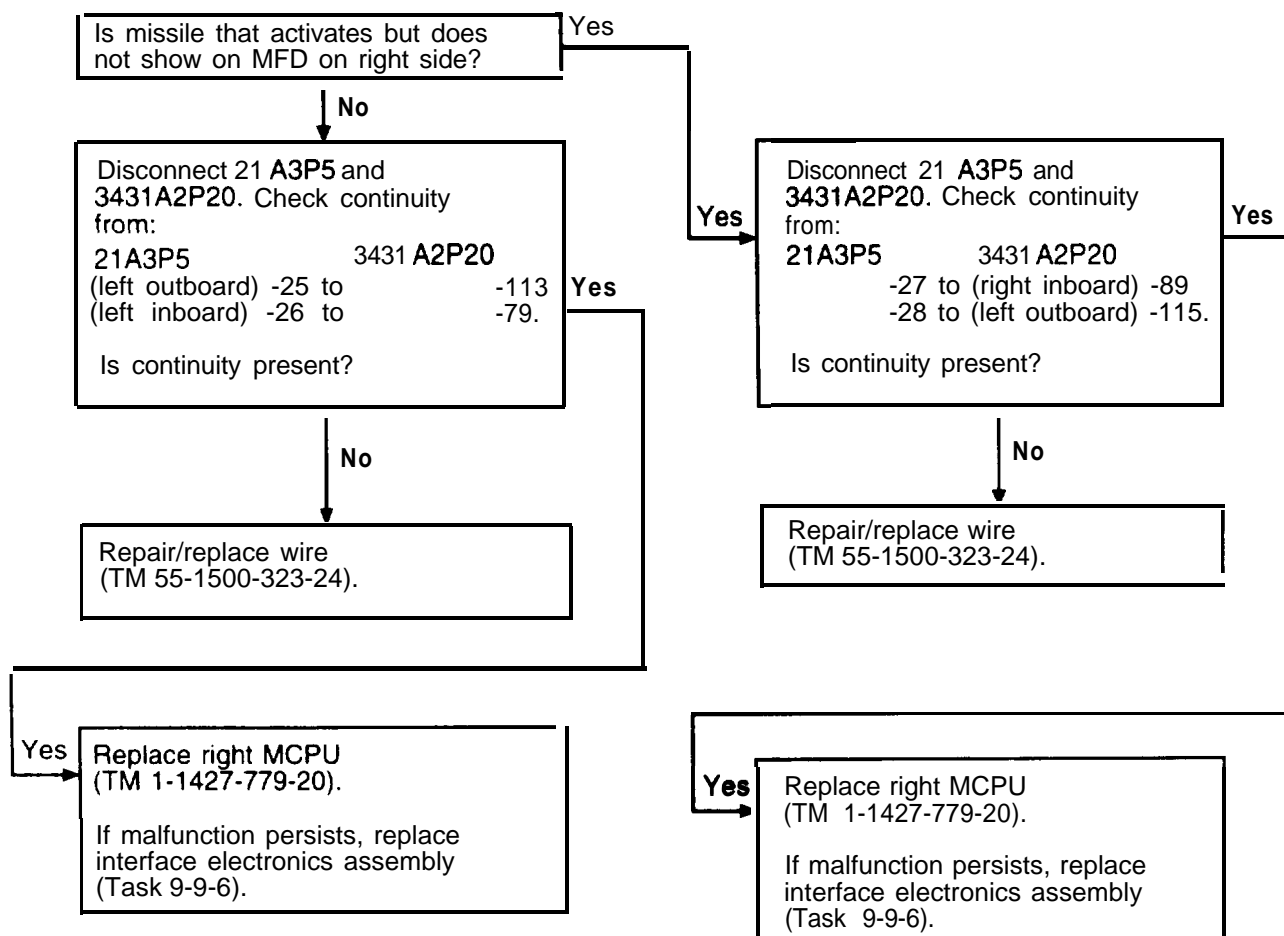 Is missile that activates but does
not show on MFD on right side?
Yes
No
Disconnect 21 A3P5 and
3431A2P20. Check continuity
from:
21A3P5 3431 A2P20
(left outboard) -25 to -113
(left inboard) -26 to -79.
Is continuity present?
Yes
No
Repair/replace wire
(TM 55-1500-323-24).
Yes
Replace right MCPU
(TM 1-1427-779-20).
If malfunction persists, replace
interface electronics assembly
(Task 9-9-6).
Yes
Disconnect 21 A3P5 and
3431A2P20. Check continuity
from:
21A3P5 3431 A2P20
-27 to (right inboard) -89
-28 to (left outboard) -115.
Is continuity present?
Yes
No
Repair/replace wire
(TM 55-1500-323-24).
Yes
Replace right MCPU
(TM 1-1427-779-20).
If malfunction persists, replace
interface electronics assembly
(Task 9-9-6).